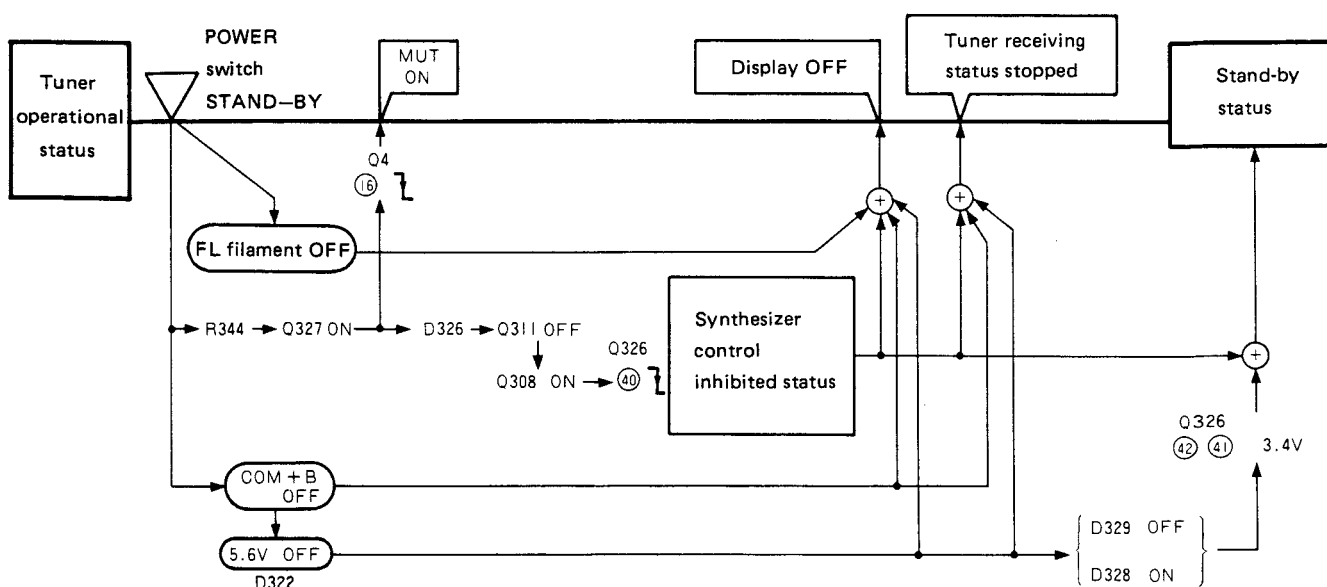 Tuner
operational
status
POWER
switch
STAND–BY
MUT
ON
Display OFF
Tuner receiving
status stopped
Stand-by
status
Q4
16
FL filament OFF
+
+
R344 Q327 ON D326 Q311 OFF
Q308 ON
Q326
40
Synthesizer
control
inhibited status
+
Q326
42 41 3.4V
COM + B
OFF
5.6V OFF
D322
D329 OFF
D328 ON